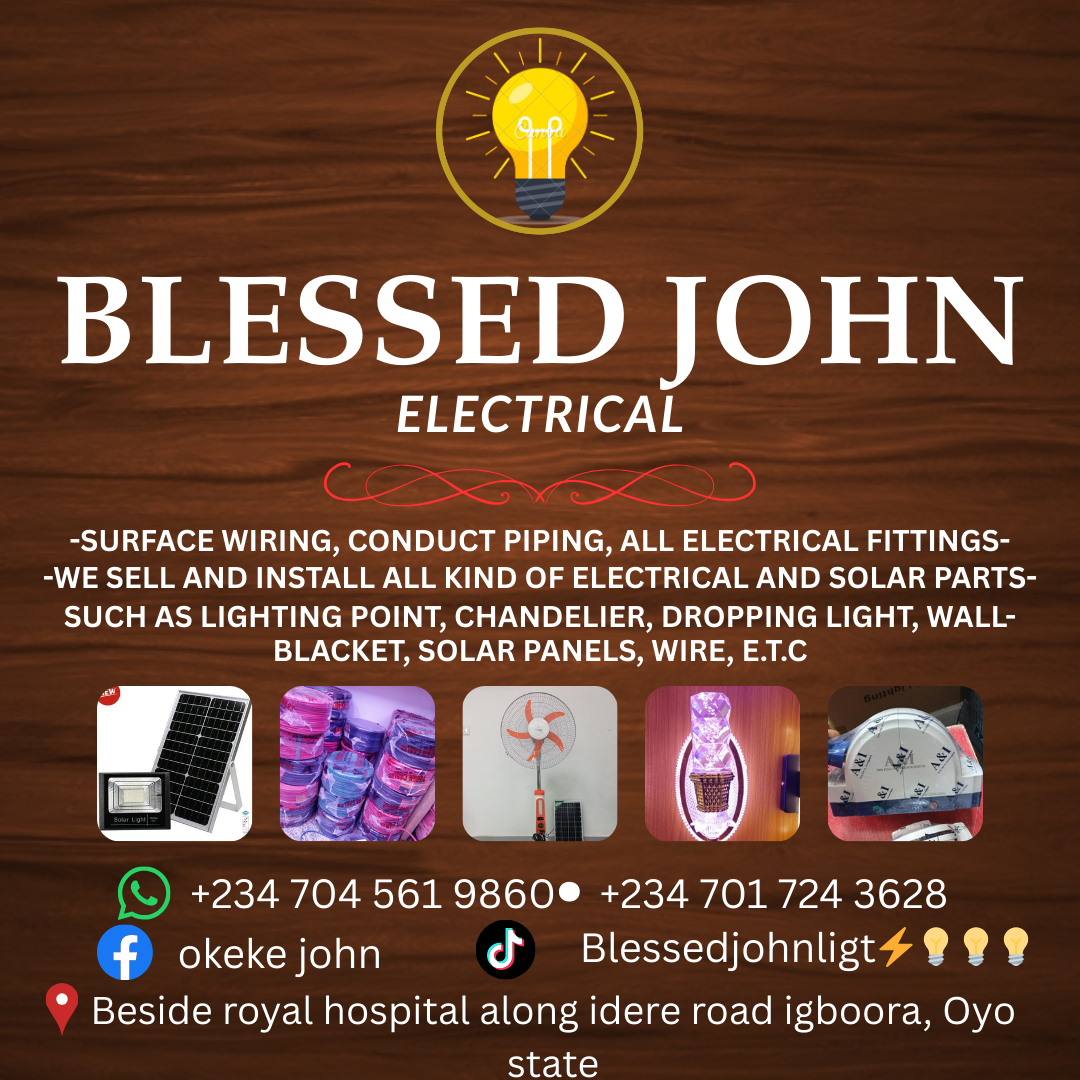 Canva
BLESSED JOHN
ELECTRICAL
-SURFACE WIRING, CONDUCT PIPING, ALL ELECTRICAL FITTINGS-
-WE SELL AND INSTALL ALL KIND OF ELECTRICAL AND SOLAR PARTS-
SUCH AS LIGHTING POINT, CHANDELIER, DROPPING LIGHT, WALL-
BLACKET, SOLAR PANELS, WIRE, E.T.C
Solar Light
A&I
A&I
A&I
A&I
A&I
+234 704 561 9860• +234 701 724 3628
okeke john
Blessedjohnligt⚡💡💡💡
Beside royal hospital along idere road igboora, Oyo
state